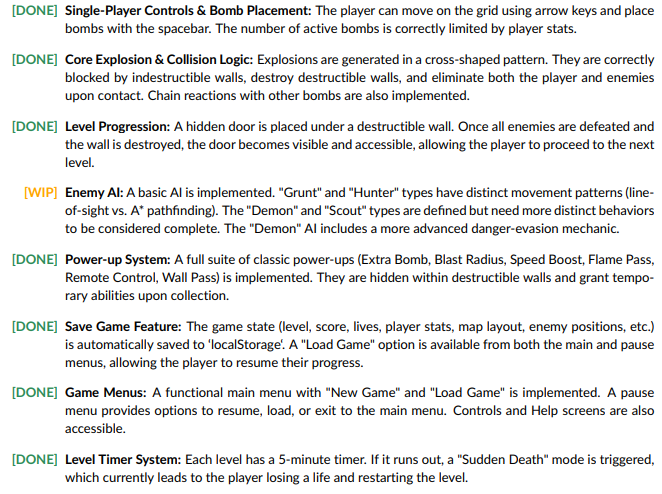 [DONE] Single-Player Controls & Bomb Placement: The player can move on the grid using arrow keys and place
bombs with the spacebar. The number of active bombs is correctly limited by player stats.
[DONE] Core Explosion & Collision Logic: Explosions are generated in a cross-shaped pattern. They are correctly
blocked by indestructible walls, destroy destructible walls, and eliminate both the player and enemies
upon contact. Chain reactions with other bombs are also implemented.
[DONE] Level Progression: A hidden door is placed under a destructible wall. Once all enemies are defeated and
the wall is destroyed, the door becomes visible and accessible, allowing the player to proceed to the next
level.
[WIP] Enemy AI: A basic AI is implemented. "Grunt" and "Hunter" types have distinct movement patterns (line-
of-sight vs. A* pathfinding). The "Demon" and "Scout" types are defined but need more distinct behaviors
to be considered complete. The "Demon" AI includes a more advanced danger-evasion mechanic.
[DONE] Power-up System: A full suite of classic power-ups (Extra Bomb, Blast Radius, Speed Boost, Flame Pass,
Remote Control, Wall Pass) is implemented. They are hidden within destructible walls and grant tempo-
rary abilities upon collection.
[DONE] Save Game Feature: The game state (level, score, lives, player stats, map layout, enemy positions, etc.)
is automatically saved to 'localStorage'. A "Load Game" option is available from both the main and pause
menus, allowing the player to resume their progress.
[DONE] Game Menus: A functional main menu with "New Game" and "Load Game" is implemented. A pause
menu provides options to resume, load, or exit to the main menu. Controls and Help screens are also
accessible.
[DONE] Level Timer System: Each level has a 5-minute timer. If it runs out, a "Sudden Death" mode is triggered,
which currently leads to the player losing a life and restarting the level.